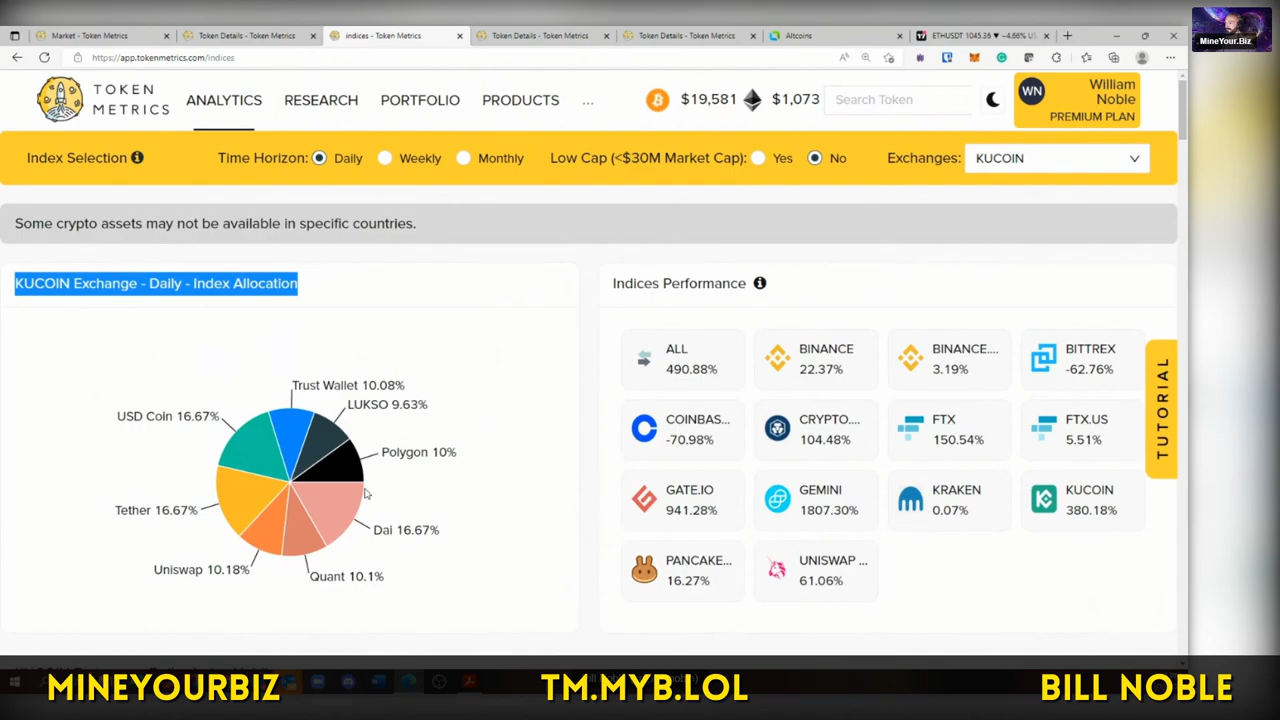 MineYour.Biz
Market - Token Metrics
Token Details - Token Metrics
indices - Token Metrics
Token Details - Token Metrics
Token Details - Token Metrics
Altcoins
ETHUSDT 1045.36 ▼ −4.66%
https://app.tokenmetrics.com/indices
TOKEN
METRICS
ANALYTICS
RESEARCH
PORTFOLIO
PRODUCTS
...
$19,581
$1,073
Search Token
WN
William
Noble
PREMIUM PLAN
Index Selection
Time Horizon:
Daily
Weekly
Monthly
Low Cap (<$30M Market Cap):
Yes
No
Exchanges:
KUCOIN
Some crypto assets may not be available in specific countries.
KUCOIN Exchange - Daily - Index Allocation
Trust Wallet 10.08%
LUKSO 9.63%
USD Coin 16.67%
Polygon 10%
Tether 16.67%
Dai 16.67%
Uniswap 10.18%
Quant 10.1%
Indices Performance
ALL
490.88%
BINANCE
22.37%
BINANCE....
3.19%
BITTREX
-62.76%
COINBAS...
-70.98%
CRYPTO....
104.48%
FTX
150.54%
FTX.US
5.51%
GATE.IO
941.28%
GEMINI
1807.30%
KRAKEN
0.07%
KUCOIN
380.18%
PANCAKE...
16.27%
UNISWAP ...
61.06%
TUTORIAL
MINEYOURBIZ
TM.MYB.LOL
BILL NOBLE